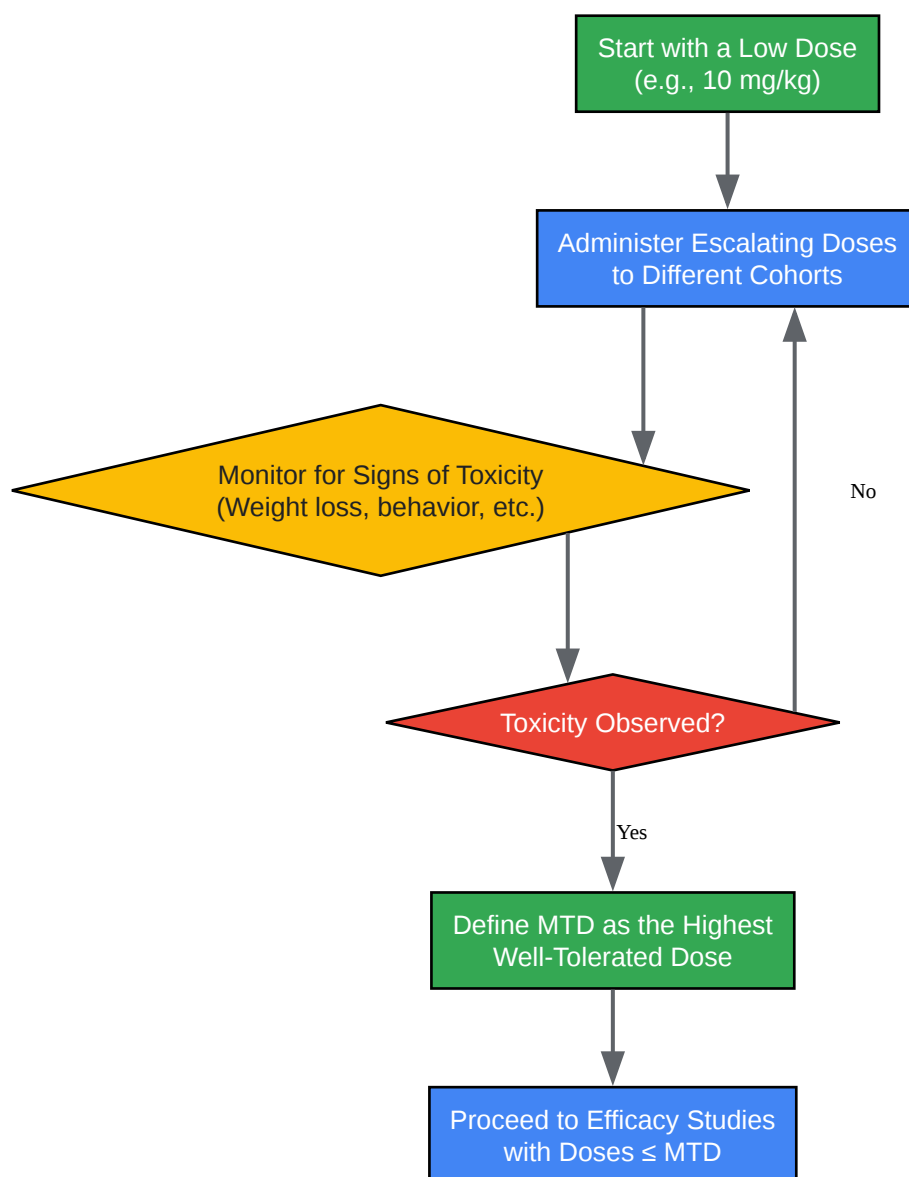 Start with a Low Dose
(e.g., 10 mg/kg)
Administer Escalating Doses
to Different Cohorts
Monitor for Signs of Toxicity
(Weight loss, behavior, etc.)
No
Toxicity Observed?
Yes
Define MTD as the Highest
Well-Tolerated Dose
Proceed to Efficacy Studies
with Doses ≤ MTD